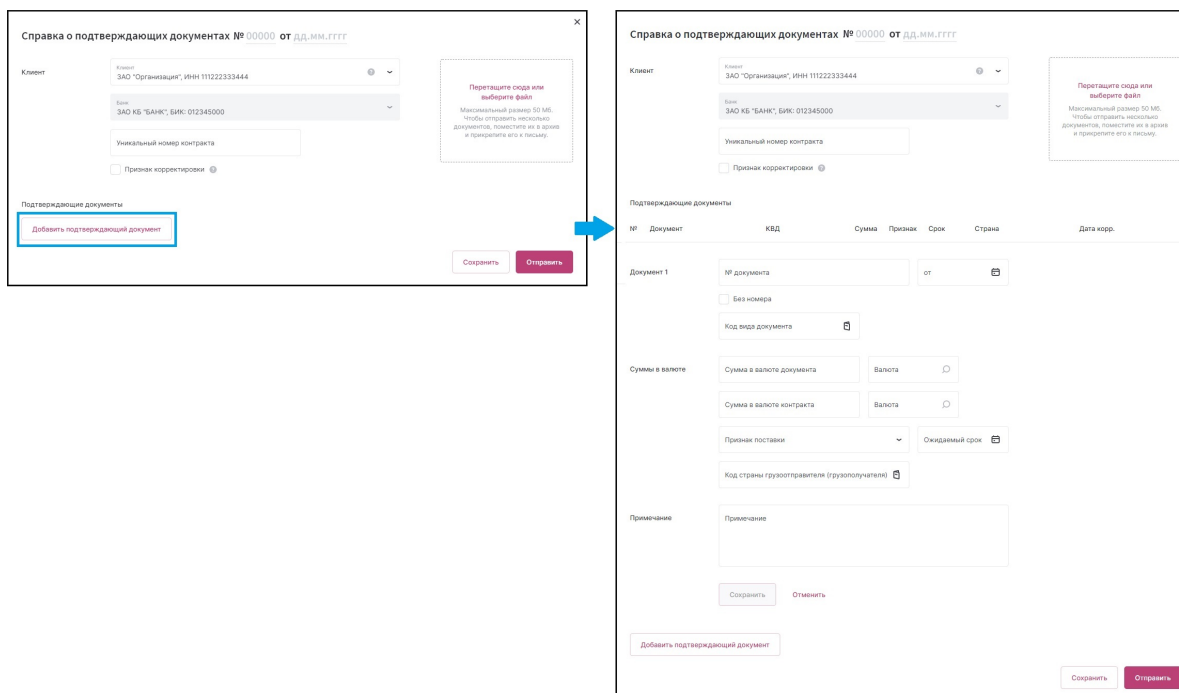 Справка о подтверждающих документах № 00000 от дд.мм.гггг
Клиент
Клиент
ЗАО "Организация", ИНН 111222333444
Банк
ЗАО КБ "БАНК", БИК: 012345000
Уникальный номер контракта
Признак корректировки
Перетащите сюда или
выберите файл
Максимальный размер 50 Мб.
Чтобы отправить несколько
документов, поместите их в архив
и прикрепите его к письму.
Подтверждающие документы
Добавить подтверждающий документ
Сохранить Отправить
Справка о подтверждающих документах № 00000 от дд.мм.гггг
Клиент
Клиент
ЗАО "Организация", ИНН 111222333444
Банк
ЗАО КБ "БАНК", БИК: 012345000
Уникальный номер контракта
Признак корректировки
Перетащите сюда или
выберите файл
Максимальный размер 50 Мб.
Чтобы отправить несколько
документов, поместите их в архив
и прикрепите его к письму.
Подтверждающие документы
№ Документ КВД Сумма Признак Срок Страна Дата корр.
Документ 1 № документа от
Без номера
Код вида документа
Суммы в валюте Сумма в валюте документа Валюта
Сумма в валюте контракта Валюта
Признак поставки Ожидаемый срок
Код страны грузоотправителя (грузополучателя)
Примечание Примечание
Сохранить Отменить
Добавить подтверждающий документ
Сохранить Отправить